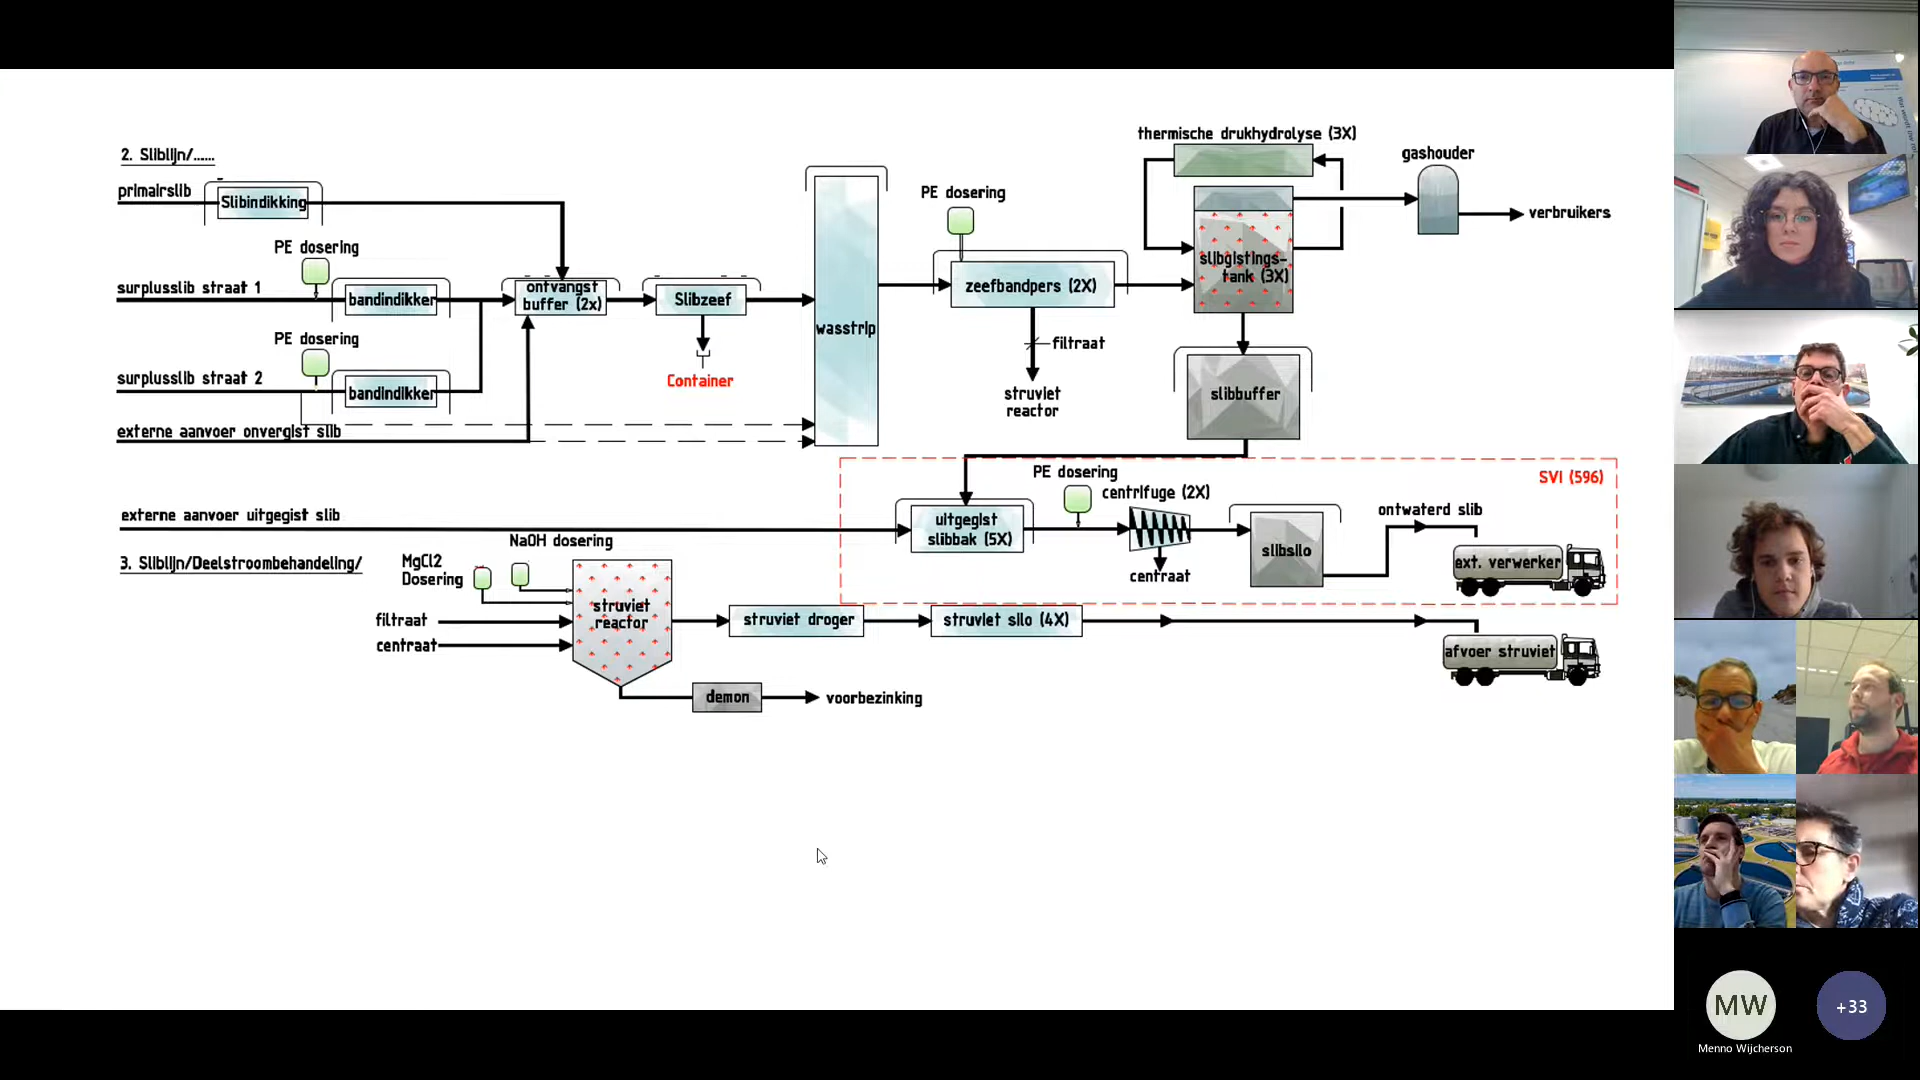 2. Sliblijn/......
primairslib
Slibindikking
PE dosering
surplusslib straat 1
bandindikker
PE dosering
surplusslib straat 2
bandindikker
externe aanvoer onvergist slib
ontvangst
buffer (2x)
Slibzeef
Container
wasstrip
PE dosering
zeefbandpers (2X)
filtraat
struviet
reactor
thermische drukhydrolyse (3X)
slibgistings-
tank (3X)
gashouder
verbruikers
slibbuffer
SVI (596)
externe aanvoer uitgegist slib
uitgegist
slibbak (5X)
PE dosering
centrifuge (2X)
centraat
slibsilo
ontwaterd slib
ext. verwerker
3. Sliblijn/Deelstroombehandeling/
MgCl2
Dosering
NaOH dosering
filtraat
centraat
struviet
reactor
struviet droger
struviet silo (4X)
afvoer struviet
demon
voorbezinking
MW
+33
Menno Wijcherson